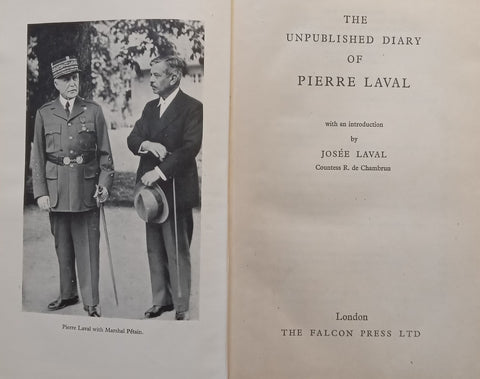 Pierre Laval with Marshal Pétain.
THE
UNPUBLISHED DIARY
OF
PIERRE LAVAL
with an introduction
by
JOSÉE LAVAL
Countess R. de Chambrun
London
THE FALCON PRESS LTD